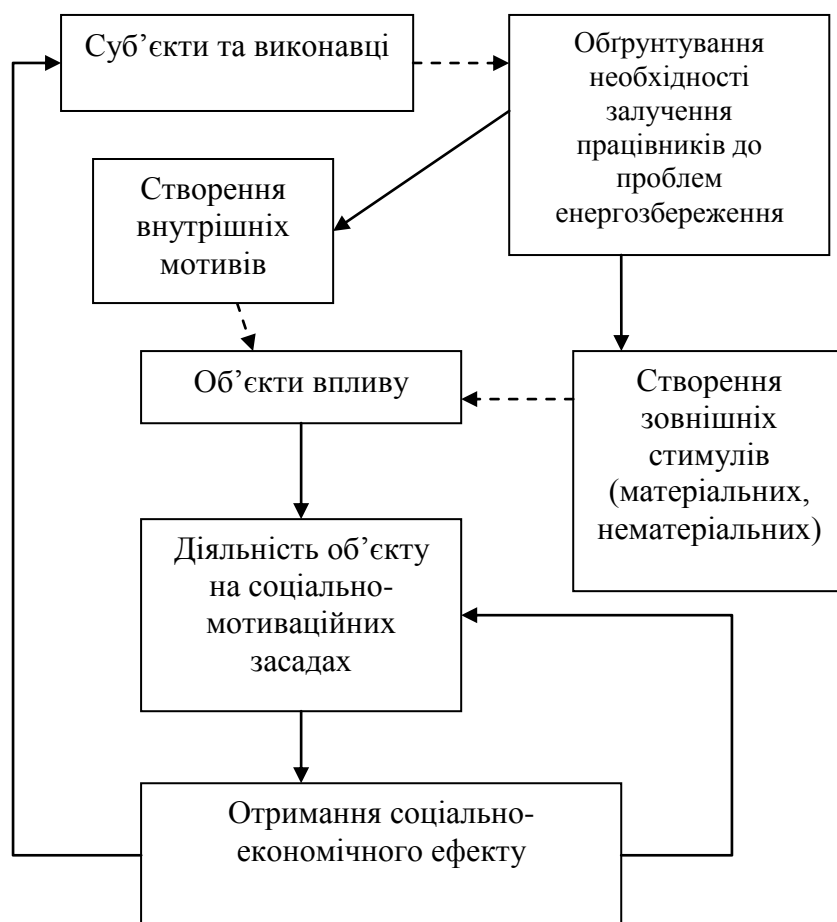 Суб’єкти та виконавці
Обґрунтування
необхідності
залучення
працівників до
проблем
енергозбереження
Створення
внутрішніх
мотивів
Об’єкти впливу
Створення
зовнішніх
стимулів
(матеріальних,
нематеріальних)
Діяльність об’єкту
на соціально-
мотиваційних
засадах
Отримання соціально-
економічного ефекту